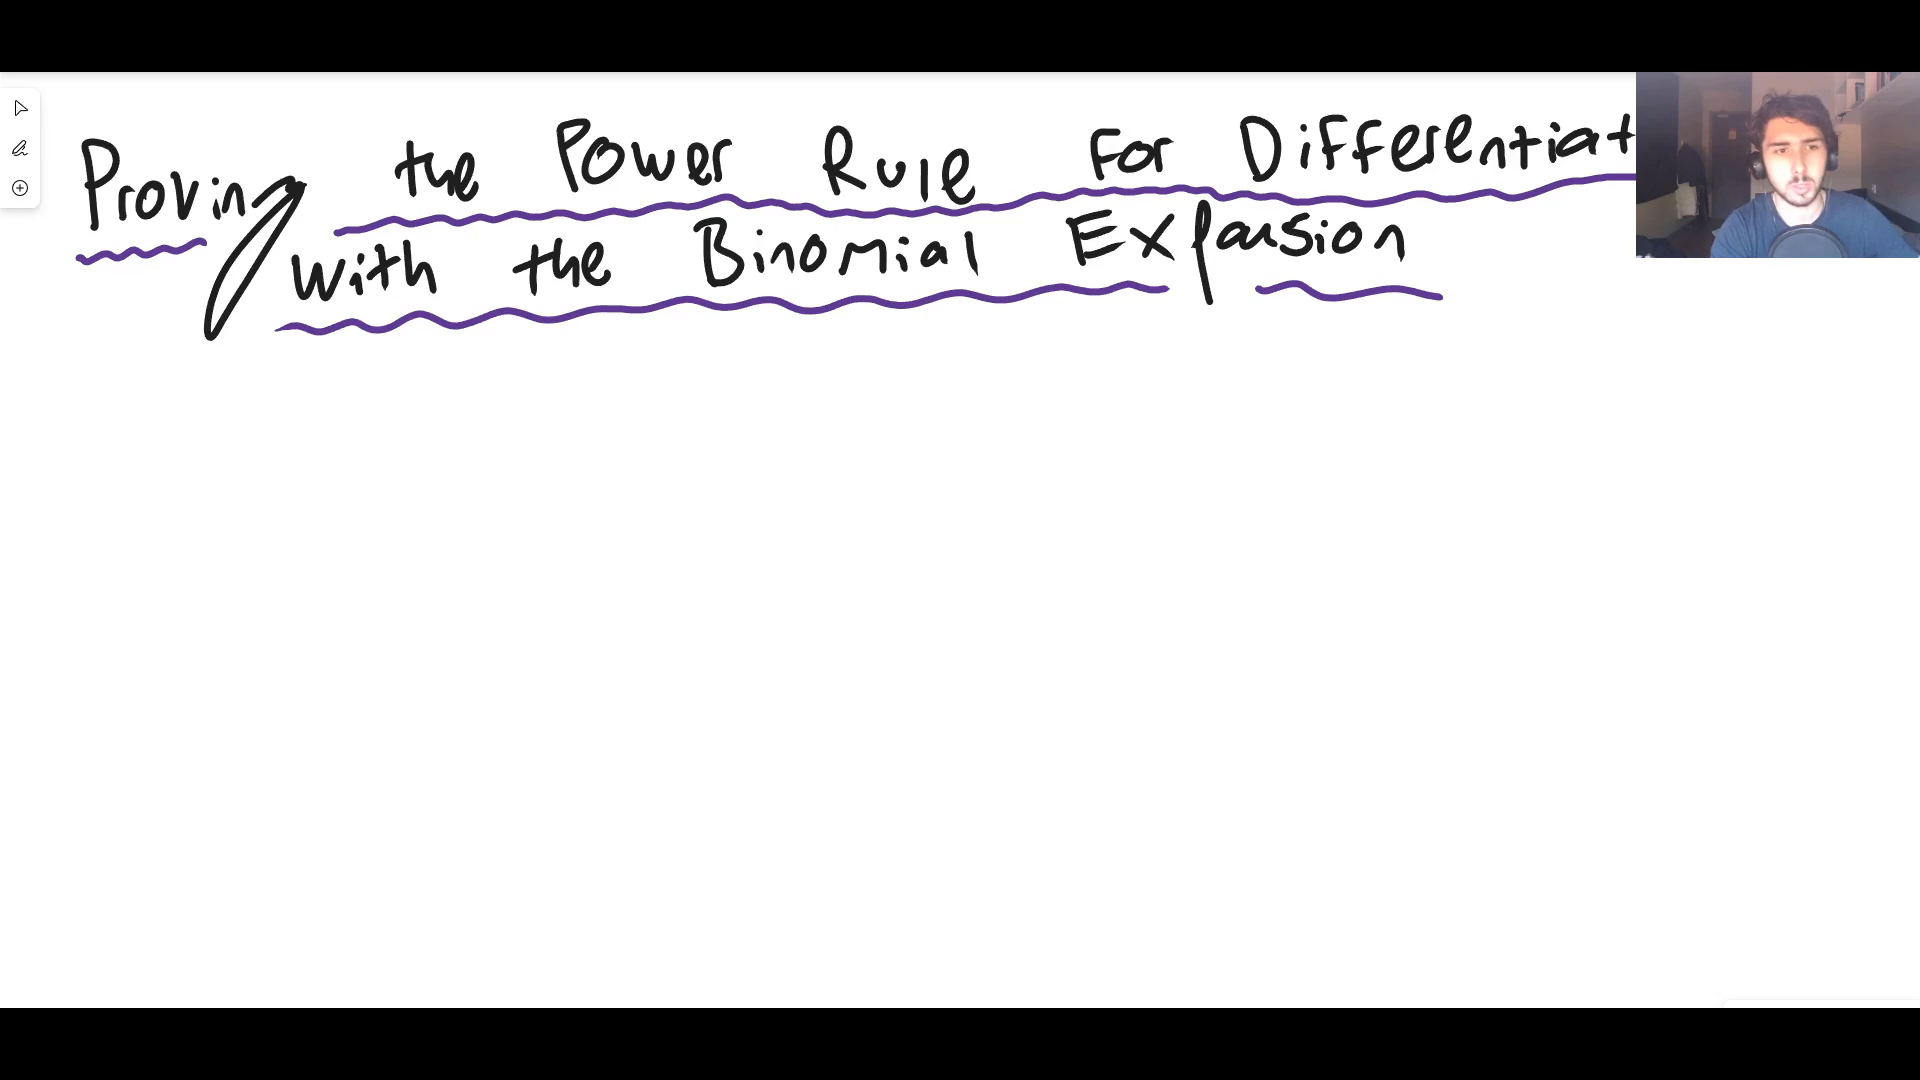 Proving the Power Rule For Differentiat
with the Binomial Expansion